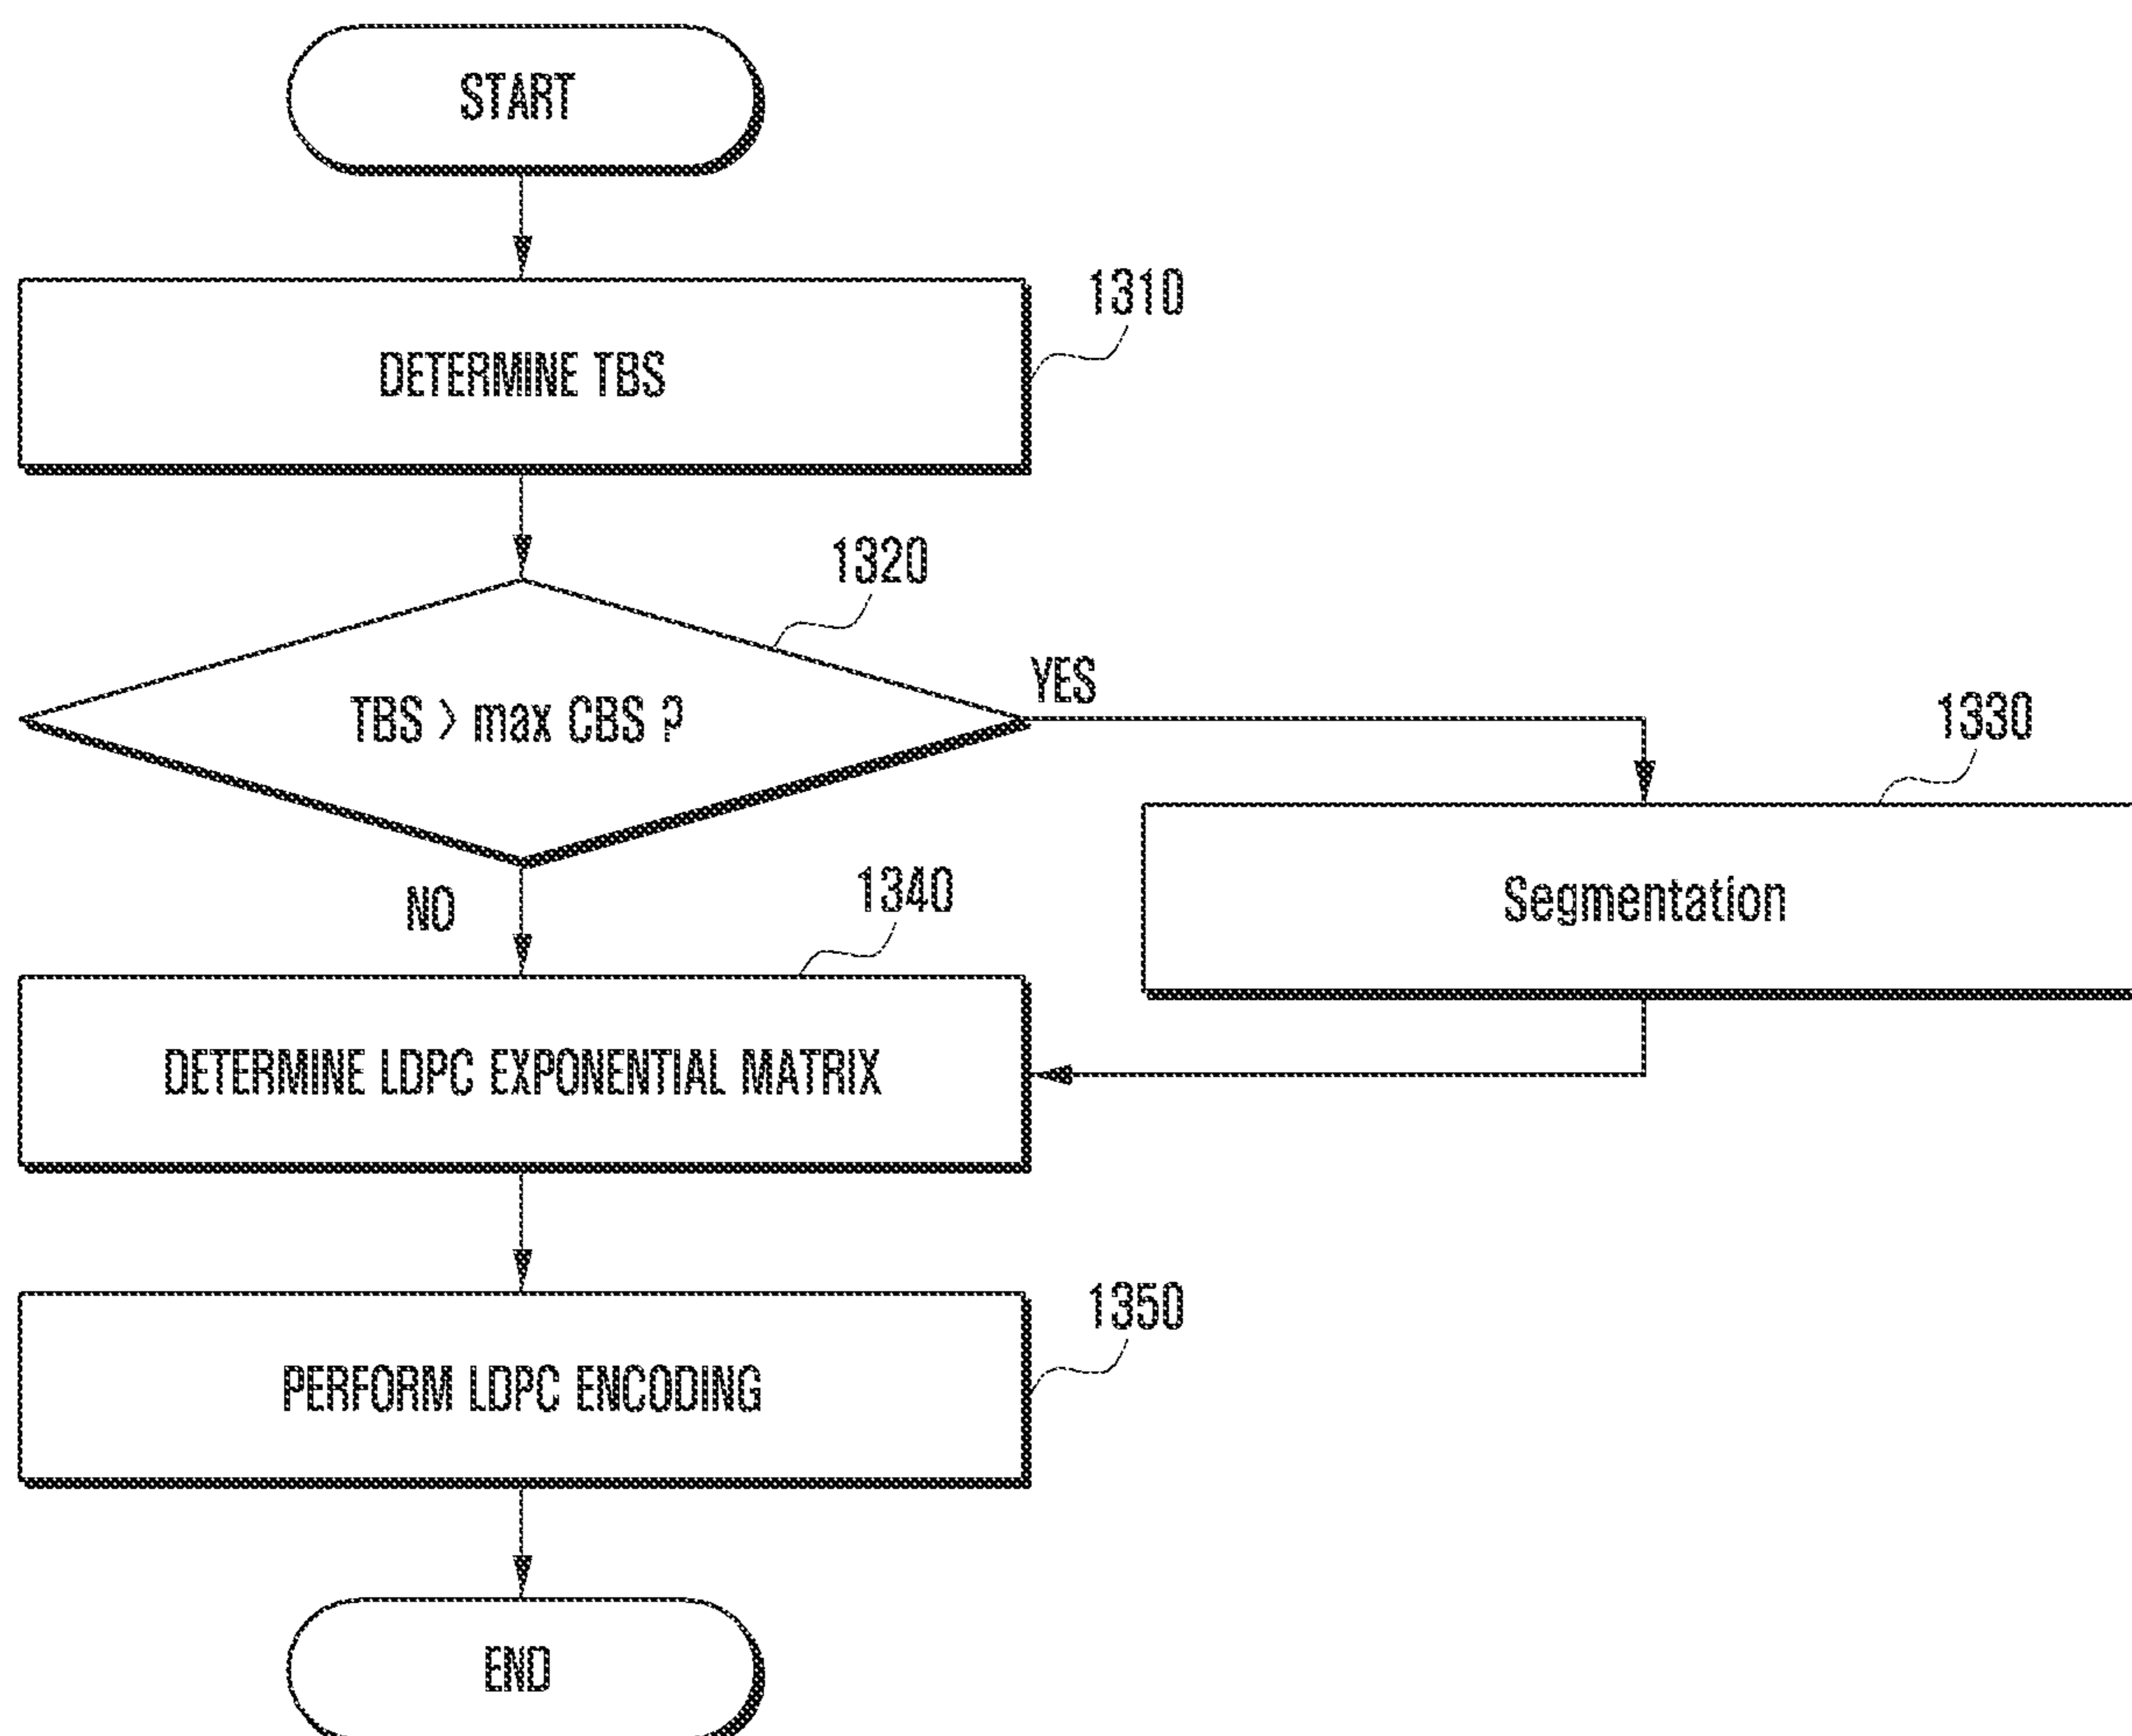 START
1310
DETERMINE TBS
1320
TBS > max CBS ?
YES
1330
Segmentation
NO
1340
DETERMINE LDPC EXPONENTIAL MATRIX
1350
PERFORM LDPC ENCODING
END